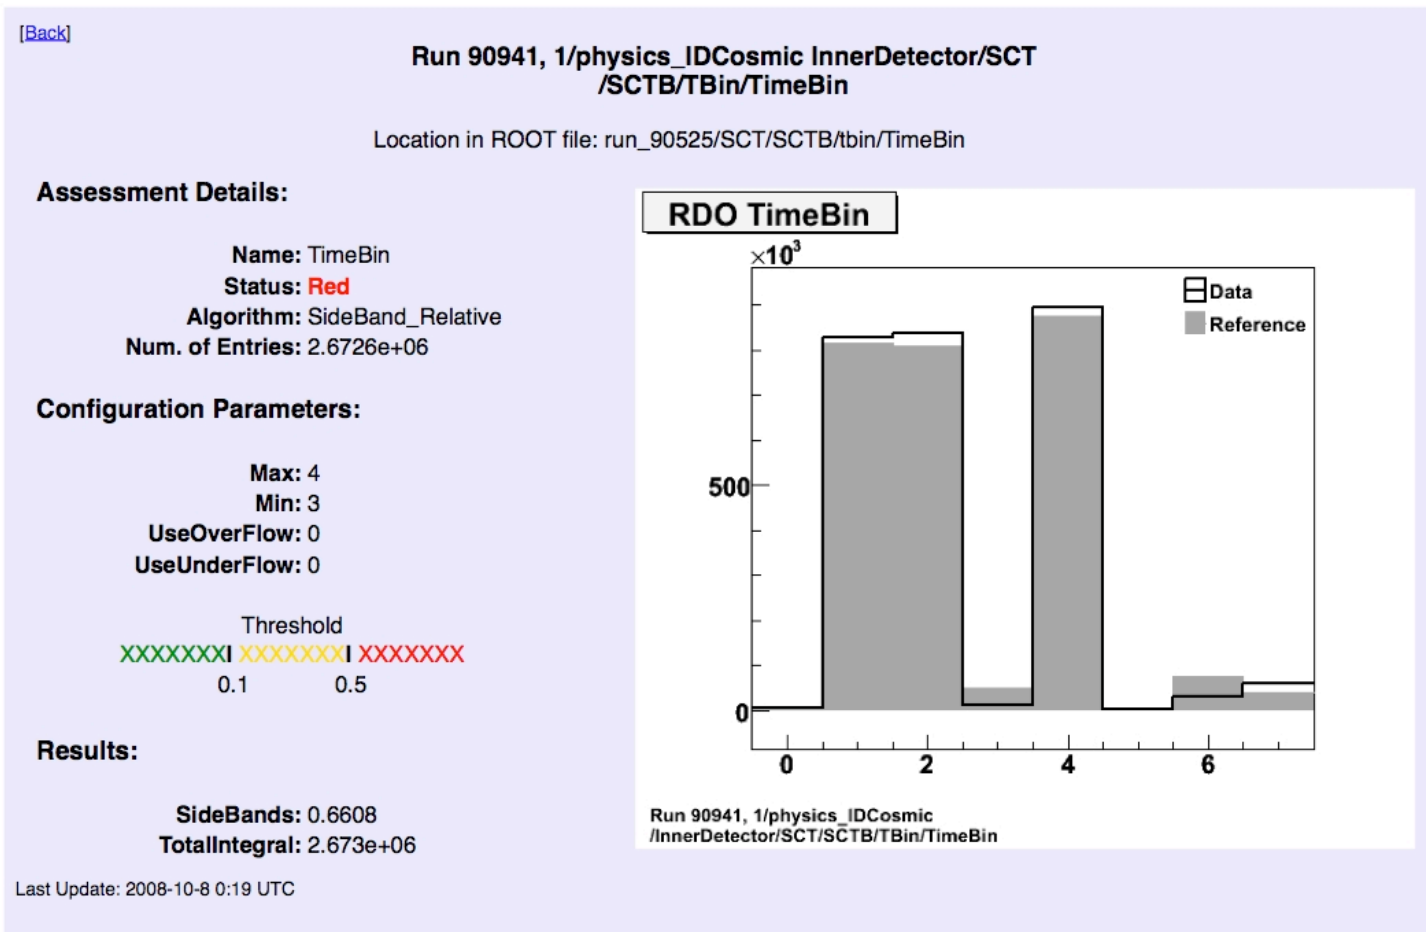 [Back]
Run 90941, 1/physics_IDCosmic InnerDetector/SCT
/SCTB/TBin/TimeBin
Location in ROOT file: run_90525/SCT/SCTB/tbin/TimeBin
Assessment Details:
Name: TimeBin
Status: Red
Algorithm: SideBand_Relative
Num. of Entries: 2.6726e+06
Configuration Parameters:
Max: 4
Min: 3
UseOverFlow: 0
UseUnderFlow: 0
Threshold
XXXXXXXI XXXXXXXI XXXXXXX
0.1 0.5
Results:
SideBands: 0.6608
TotalIntegral: 2.673e+06
Last Update: 2008-10-8 0:19 UTC
RDO TimeBin
×10³
Data
Reference
500
0
0 2 4 6
Run 90941, 1/physics_IDCosmic
/InnerDetector/SCT/SCTB/TBin/TimeBin